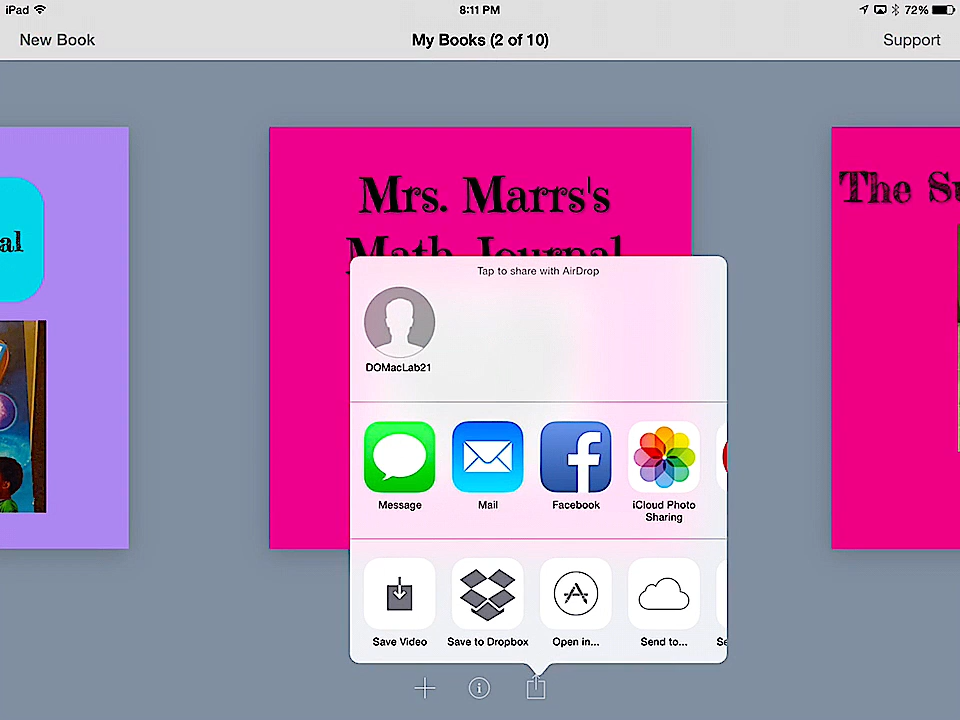 iPad 8:11 PM 72%
New Book My Books (2 of 10) Support
al
Mrs. Marrs's
Math Journal
The Su
Tap to share with AirDrop
DOMacLab21
Message Mail Facebook iCloud Photo
Sharing
Save Video Save to Dropbox Open in... Send to... Se